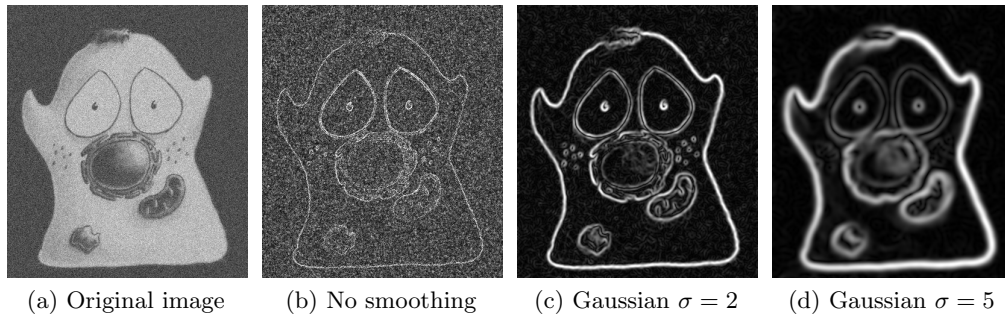 (a) Original image
(b) No smoothing
(c) Gaussian σ = 2
(d) Gaussian σ = 5